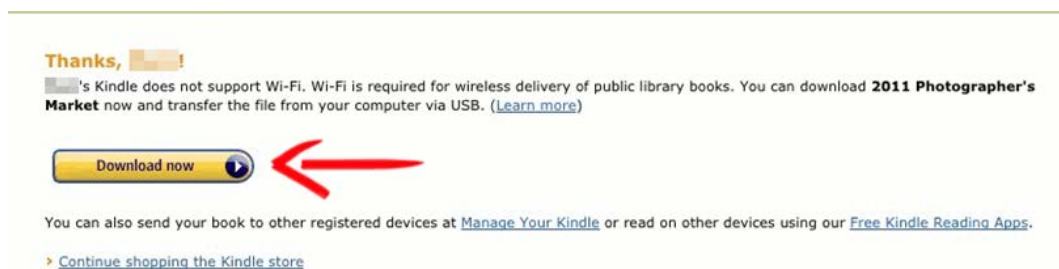 Thanks, !
's Kindle does not support Wi-Fi. Wi-Fi is required for wireless delivery of public library books. You can download 2011 Photographer's
Market now and transfer the file from your computer via USB. (Learn more)
Download now
You can also send your book to other registered devices at Manage Your Kindle or read on other devices using our Free Kindle Reading Apps.
Continue shopping the Kindle store